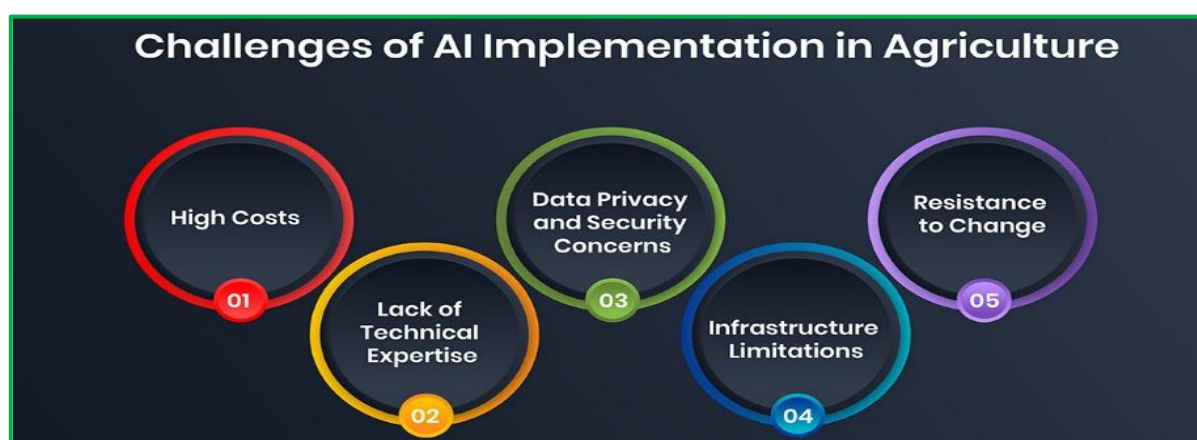 Challenges of AI Implementation in Agriculture
High Costs
01
Lack of
Technical
Expertise
02
Data Privacy
and Security
Concerns
03
Infrastructure
Limitations
04
Resistance
to Change
05